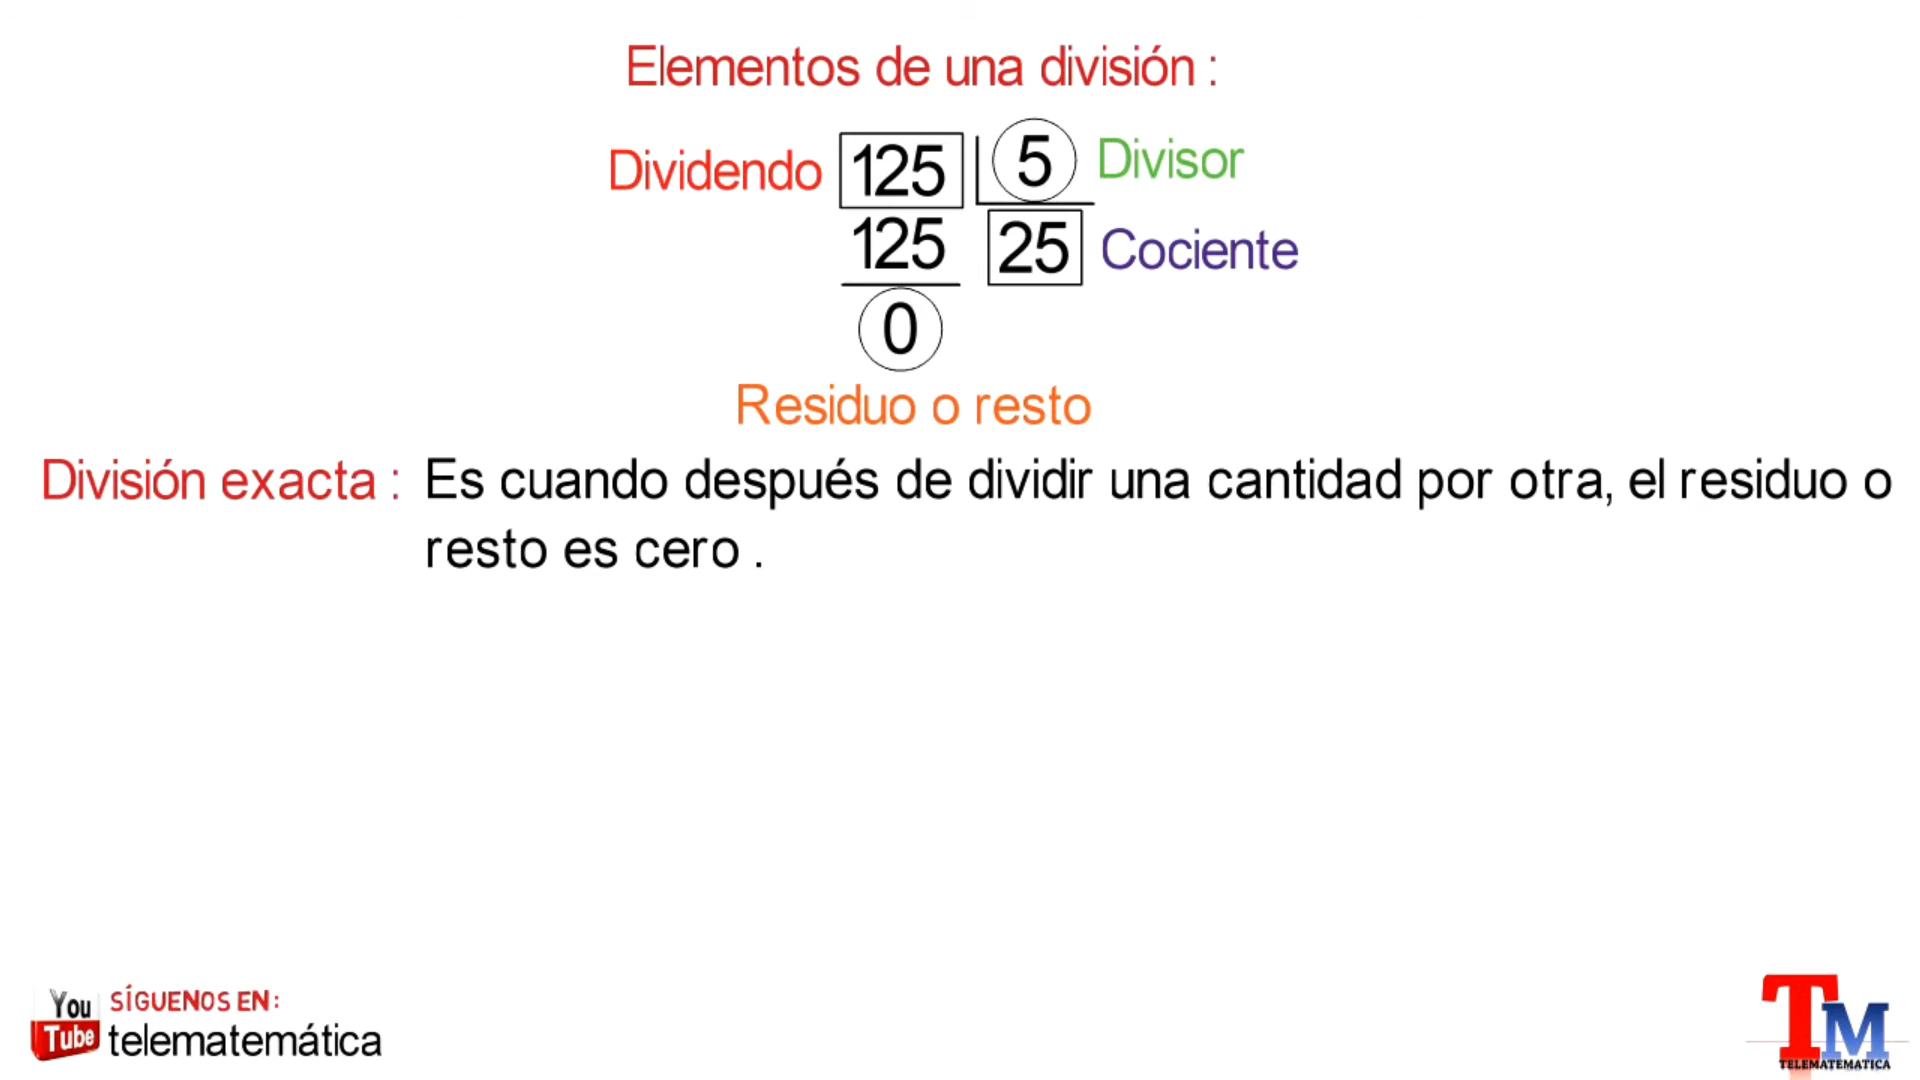 Elementos de una división :
Dividendo 125 5 Divisor
125 25 Cociente
0
Residuo o resto
División exacta : Es cuando después de dividir una cantidad por otra, el residuo o
resto es cero .
You Tube SÍGUENOS EN :
telematemática
TM
TELEMATEMATICA